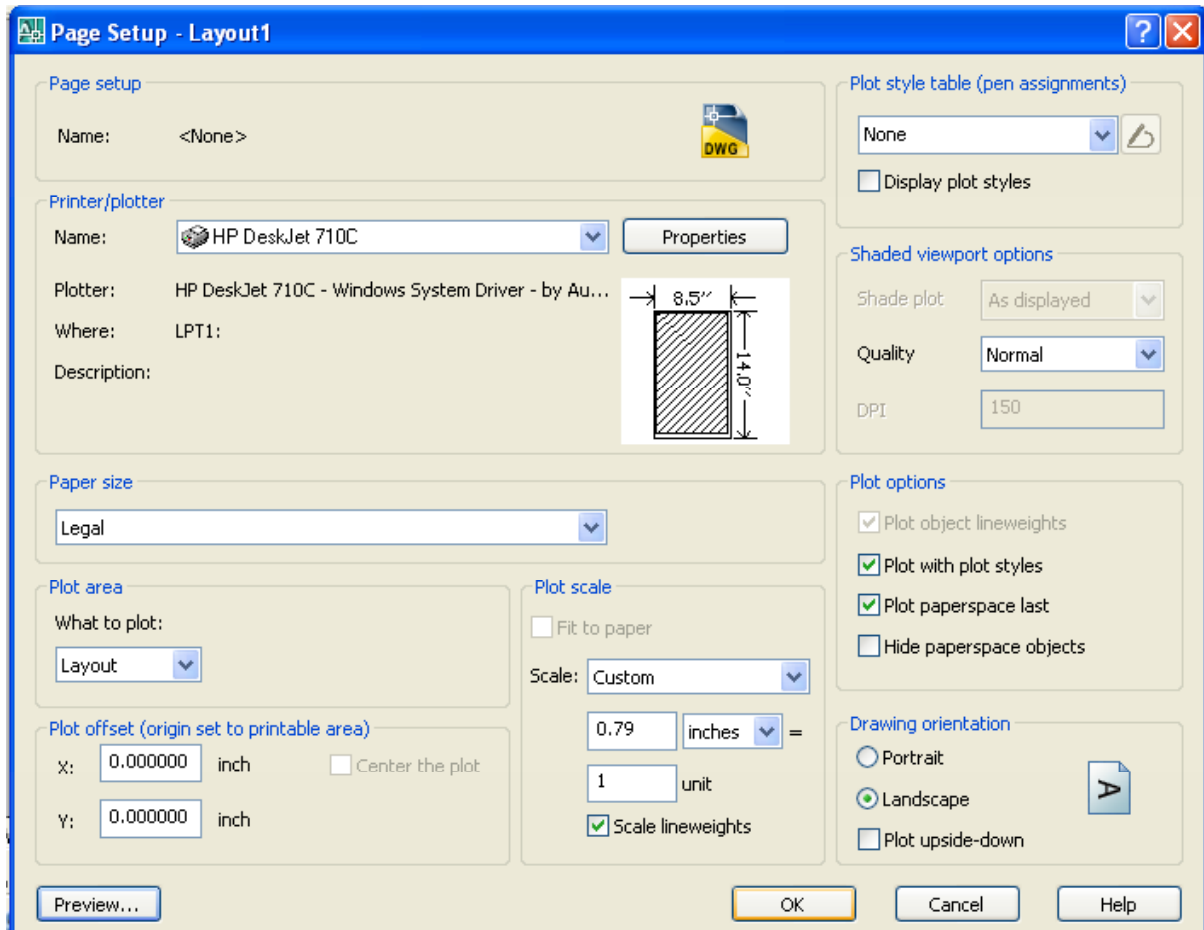 Page Setup - Layout1
Page setup
Name: <None>
DWG
Printer/plotter
Name: HP DeskJet 710C Properties
Plotter: HP DeskJet 710C - Windows System Driver - by Au...
Where: LPT1:
Description:
8.5″
14.0″
Paper size
Legal
Plot area
What to plot:
Layout
Plot offset (origin set to printable area)
X: 0.000000 inch Center the plot
Y: 0.000000 inch
Plot scale
Fit to paper
Scale: Custom
0.79 inches =
1 unit
Scale lineweights
Plot style table (pen assignments)
None
Display plot styles
Shaded viewport options
Shade plot As displayed
Quality Normal
DPI 150
Plot options
Plot object lineweights
Plot with plot styles
Plot paperspace last
Hide paperspace objects
Drawing orientation
Portrait
Landscape
A
Plot upside-down
Preview... OK Cancel Help